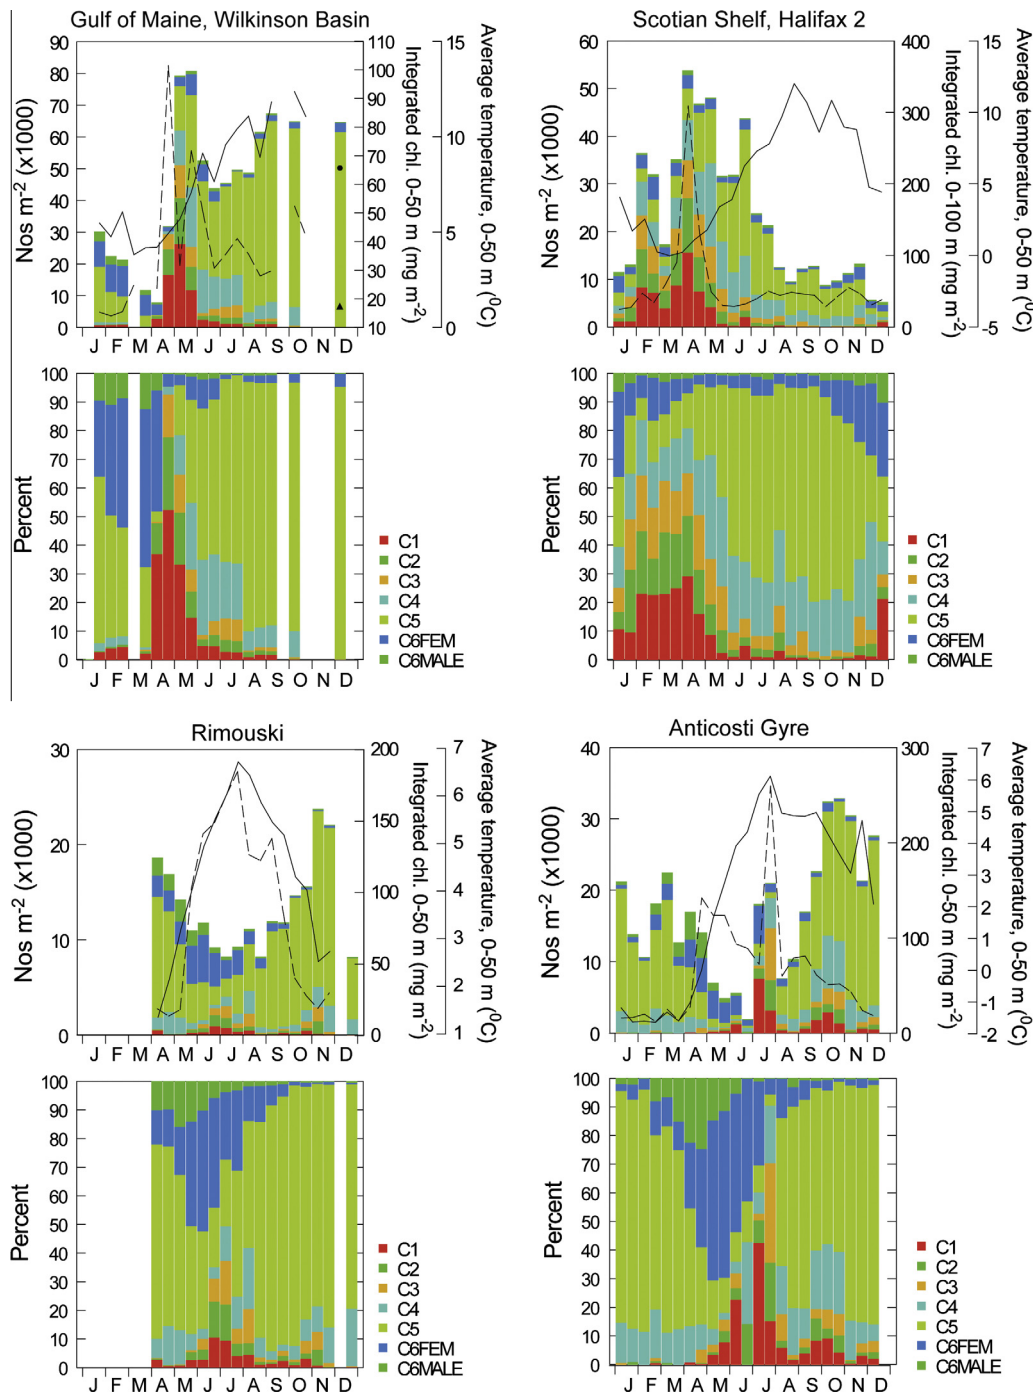 Gulf of Maine, Wilkinson Basin
Nos m⁻² (x1000)
90
80
70
60
50
40
30
20
10
0
110
100
90
80
70
60
50
40
30
20
10
Integrated chl. 0-50 m (mg m⁻²)
15
10
5
0
Average temperature, 0-50 m (⁰C)
J F M A M J J A S O N D
Percent
100
90
80
70
60
50
40
30
20
10
0
J F M A M J J A S O N D
C1
C2
C3
C4
C5
C6FEM
C6MALE
Scotian Shelf, Halifax 2
Nos m⁻² (x1000)
60
50
40
30
20
10
0
400
300
200
100
0
Integrated chl. 0-100 m (mg m⁻²)
15
10
5
0
-5
Average temperature, 0-50 m (⁰C)
J F M A M J J A S O N D
Percent
100
90
80
70
60
50
40
30
20
10
0
J F M A M J J A S O N D
C1
C2
C3
C4
C5
C6FEM
C6MALE
Rimouski
Nos m⁻² (x1000)
30
20
10
0
200
150
100
50
0
Integrated chl. 0-50 m (mg m⁻²)
7
6
5
4
3
2
1
Average temperature, 0-50 m (⁰C)
J F M A M J J A S O N D
Percent
100
90
80
70
60
50
40
30
20
10
0
J F M A M J J A S O N D
C1
C2
C3
C4
C5
C6FEM
C6MALE
Anticosti Gyre
Nos m⁻² (x1000)
40
30
20
10
0
300
200
100
0
Integrated chl. 0-50 m (mg m⁻²)
7
6
5
4
3
2
1
0
-1
-2
Average temperature, 0-50 m (⁰C)
J F M A M J J A S O N D
Percent
100
90
80
70
60
50
40
30
20
10
0
J F M A M J J A S O N D
C1
C2
C3
C4
C5
C6FEM
C6MALE